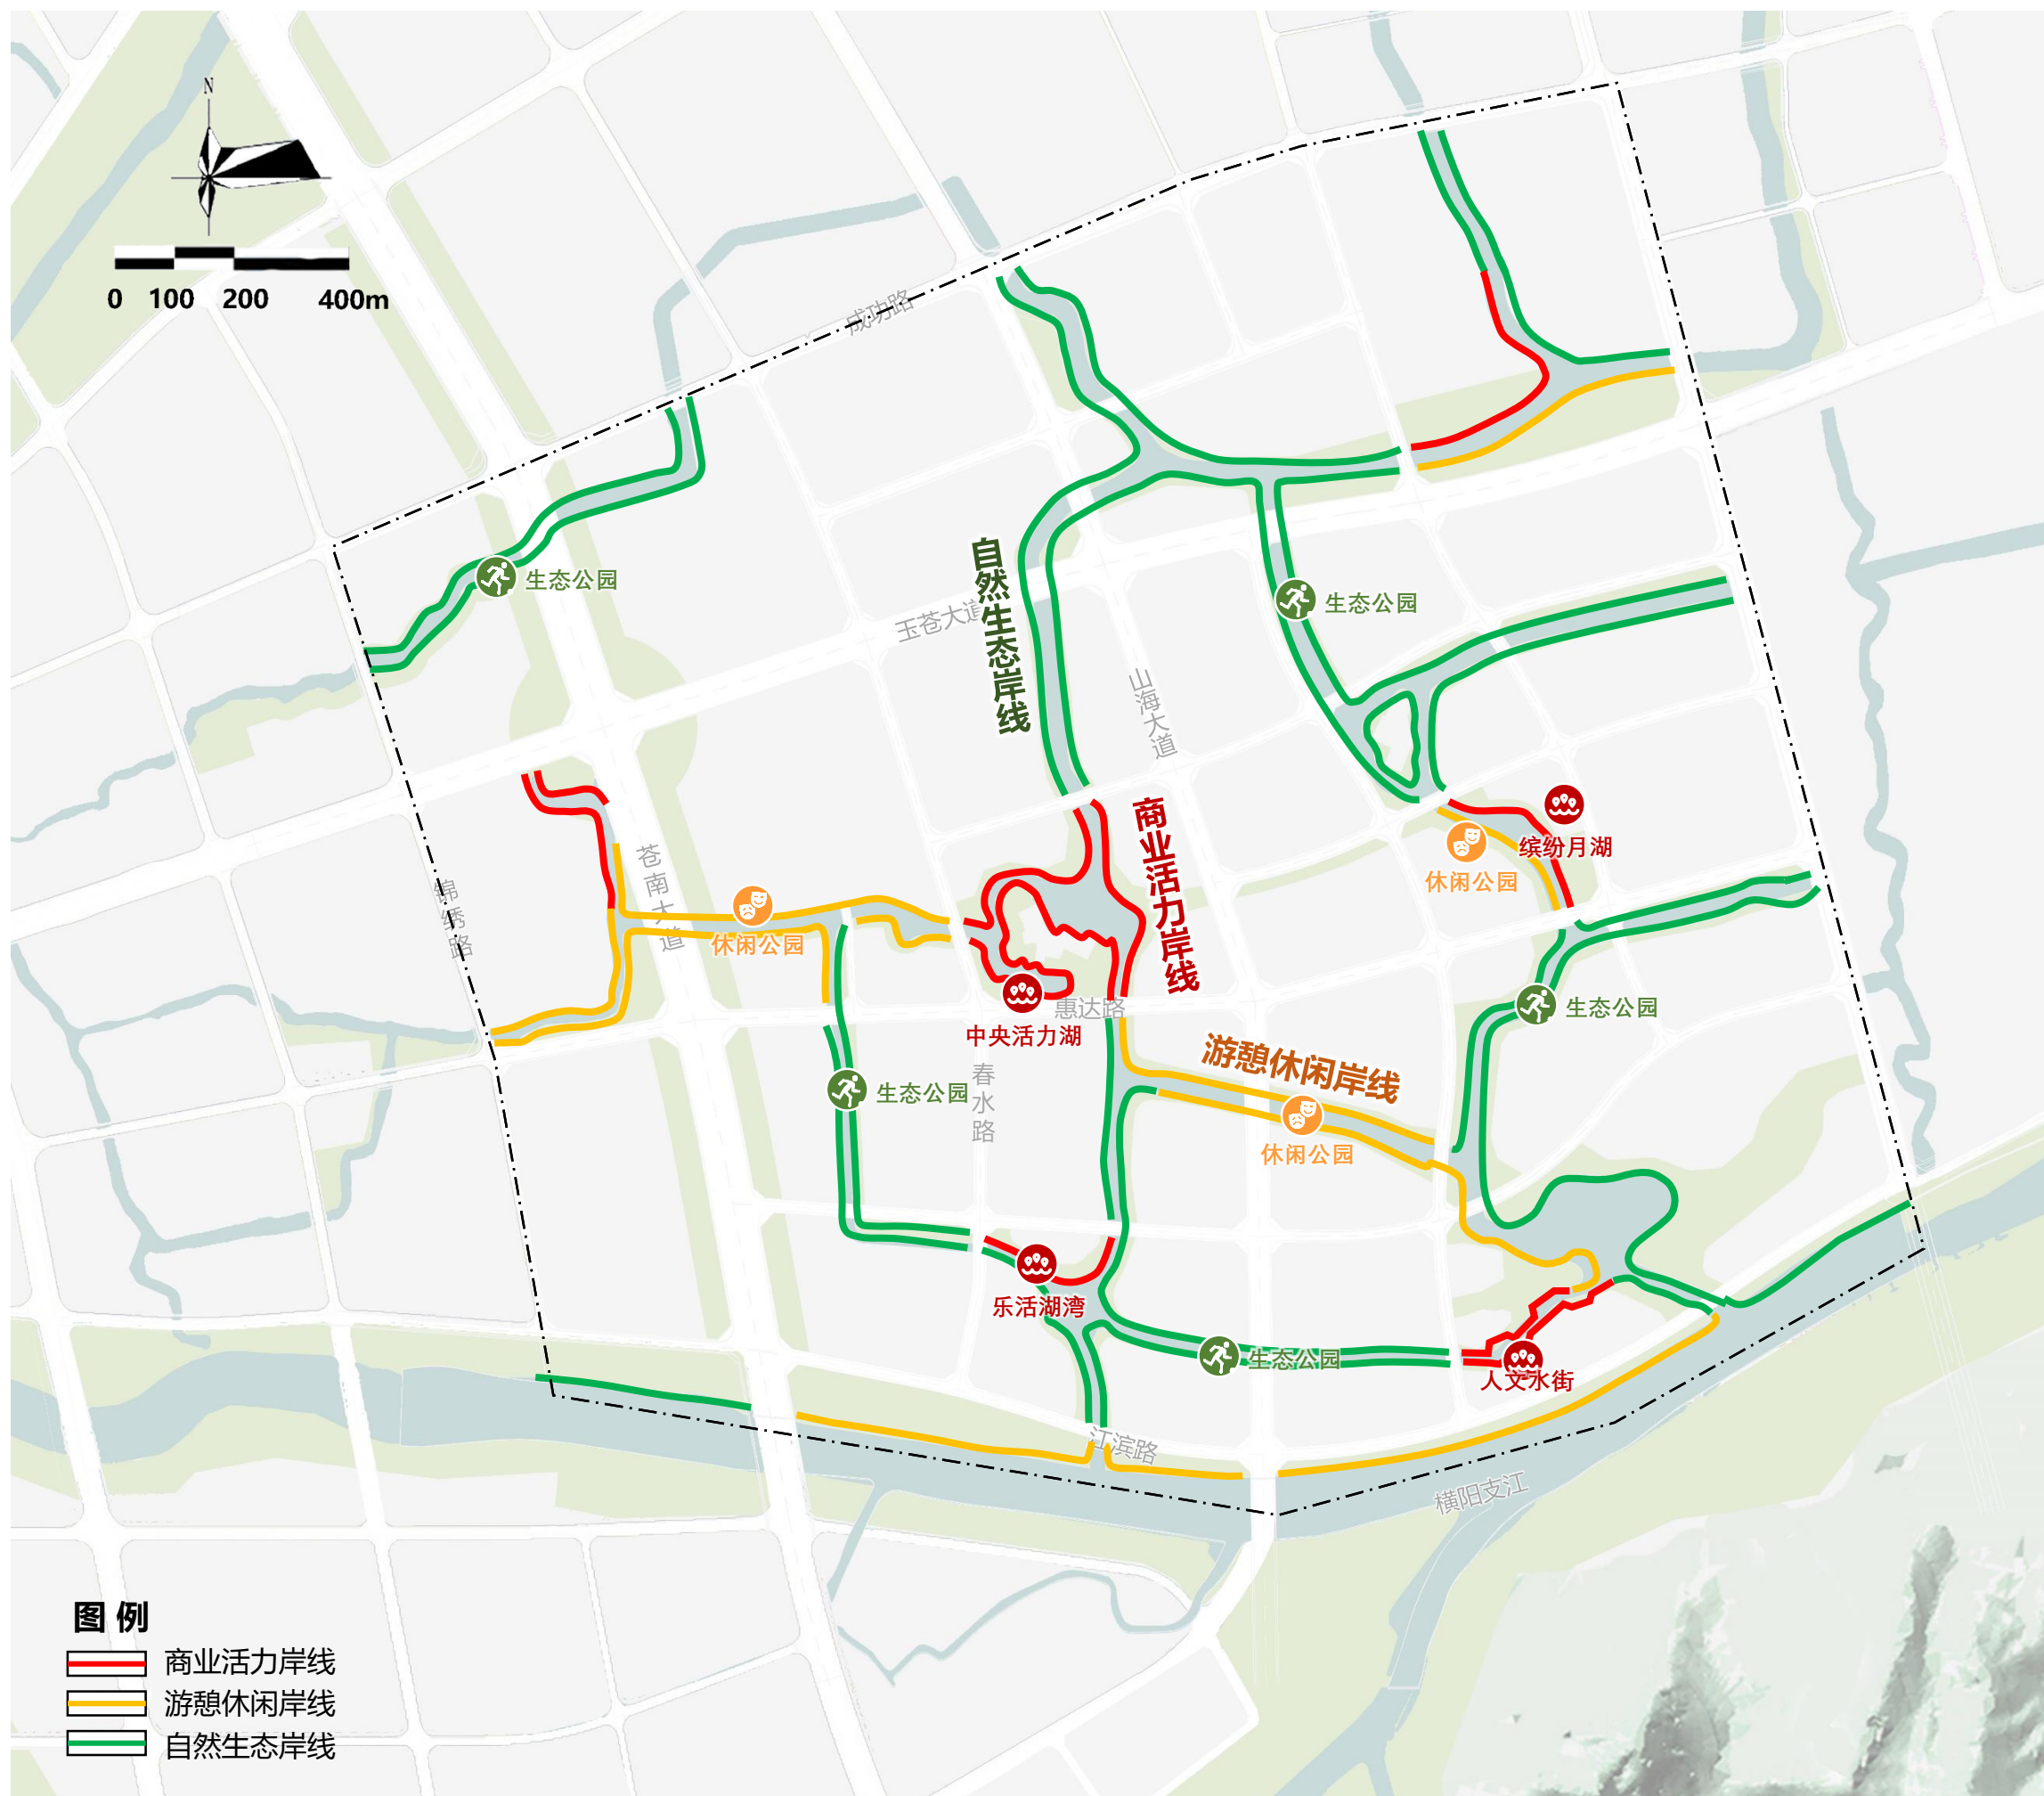 N
0 100 200 400m
成功路
生态公园
自然生态岸线
生态公园
玉苍大道
山海大道
商业活力岸线
缤纷月湖
苍南大道
休闲公园
锦绣路
休闲公园
生态公园
惠达路
中央活力湖
游憩休闲岸线
春水路
生态公园
休闲公园
乐活湖湾
生态公园
人文水街
江滨路
横阳支江
图 例
商业活力岸线
游憩休闲岸线
自然生态岸线